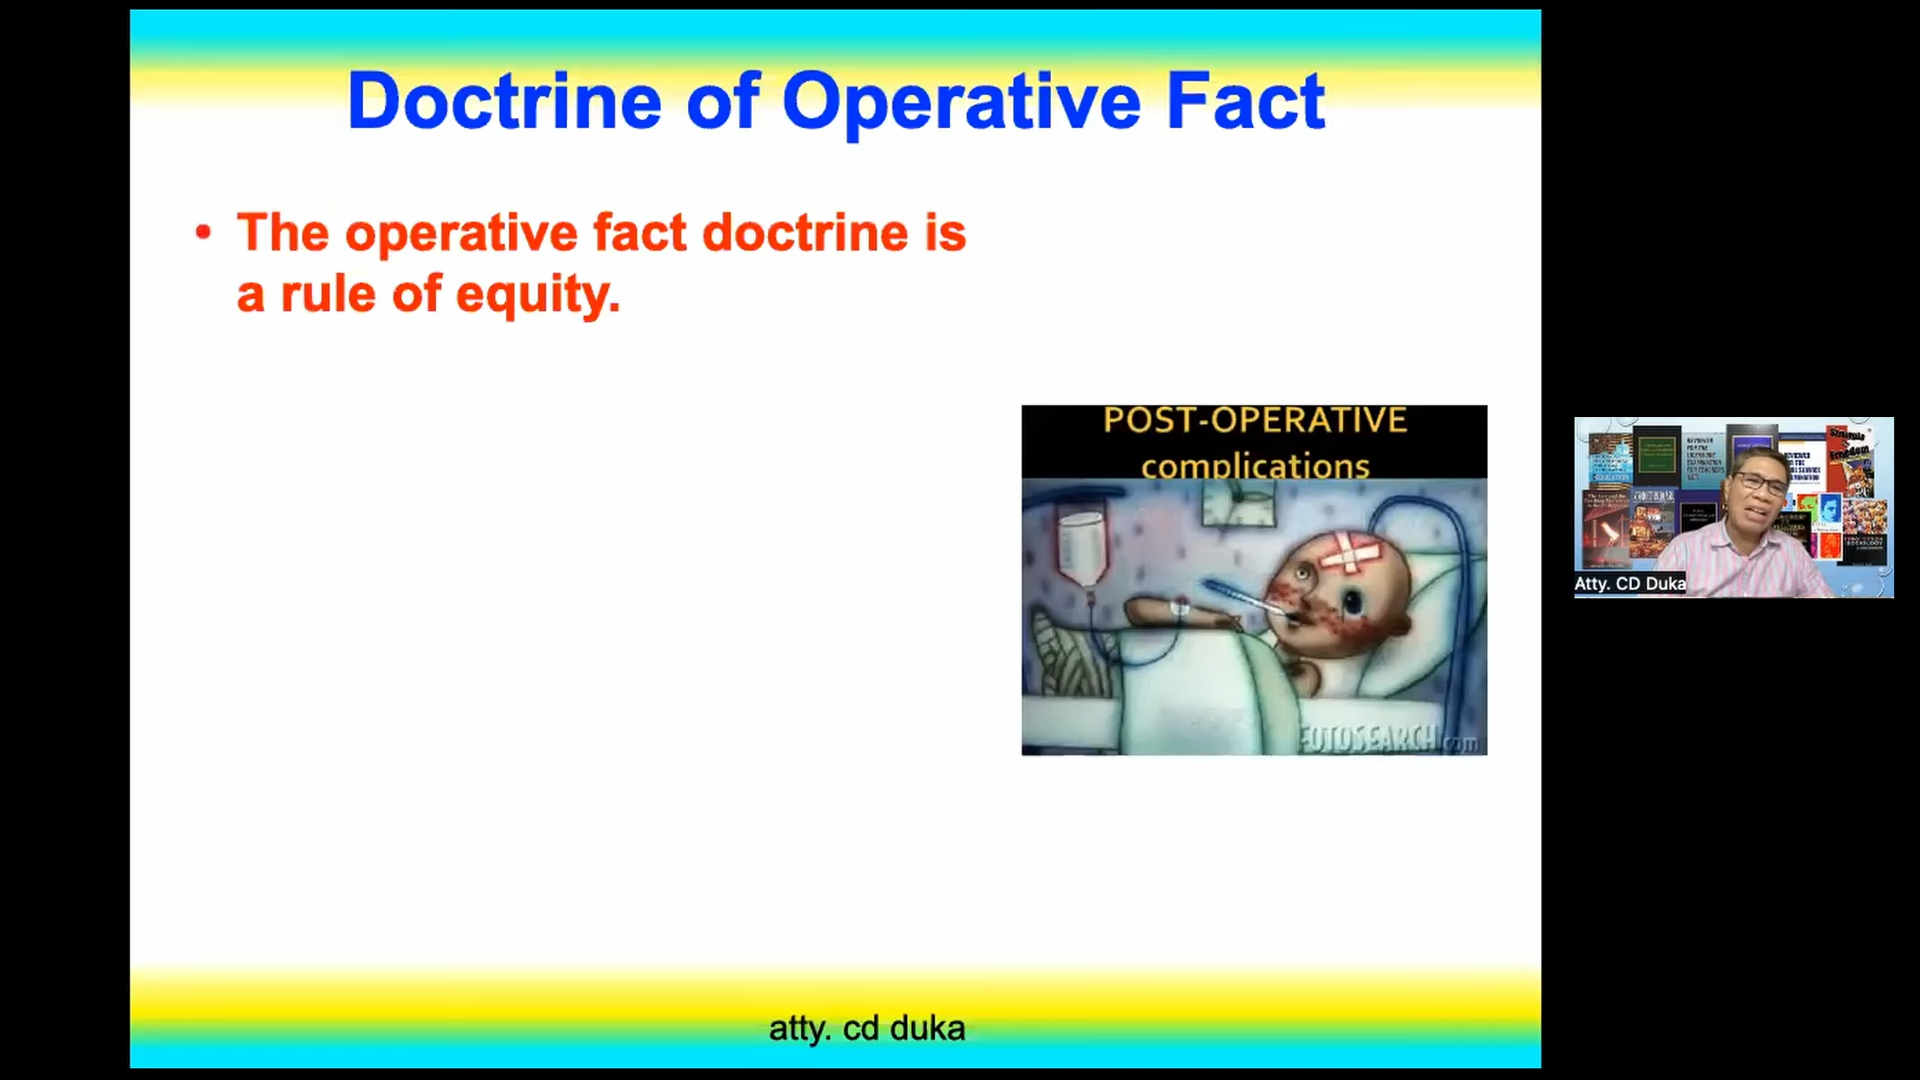 Doctrine of Operative Fact
• The operative fact doctrine is
a rule of equity.
POST-OPERATIVE
complications
FOTOSEARCH.com
atty. cd duka
Atty. CD Duka